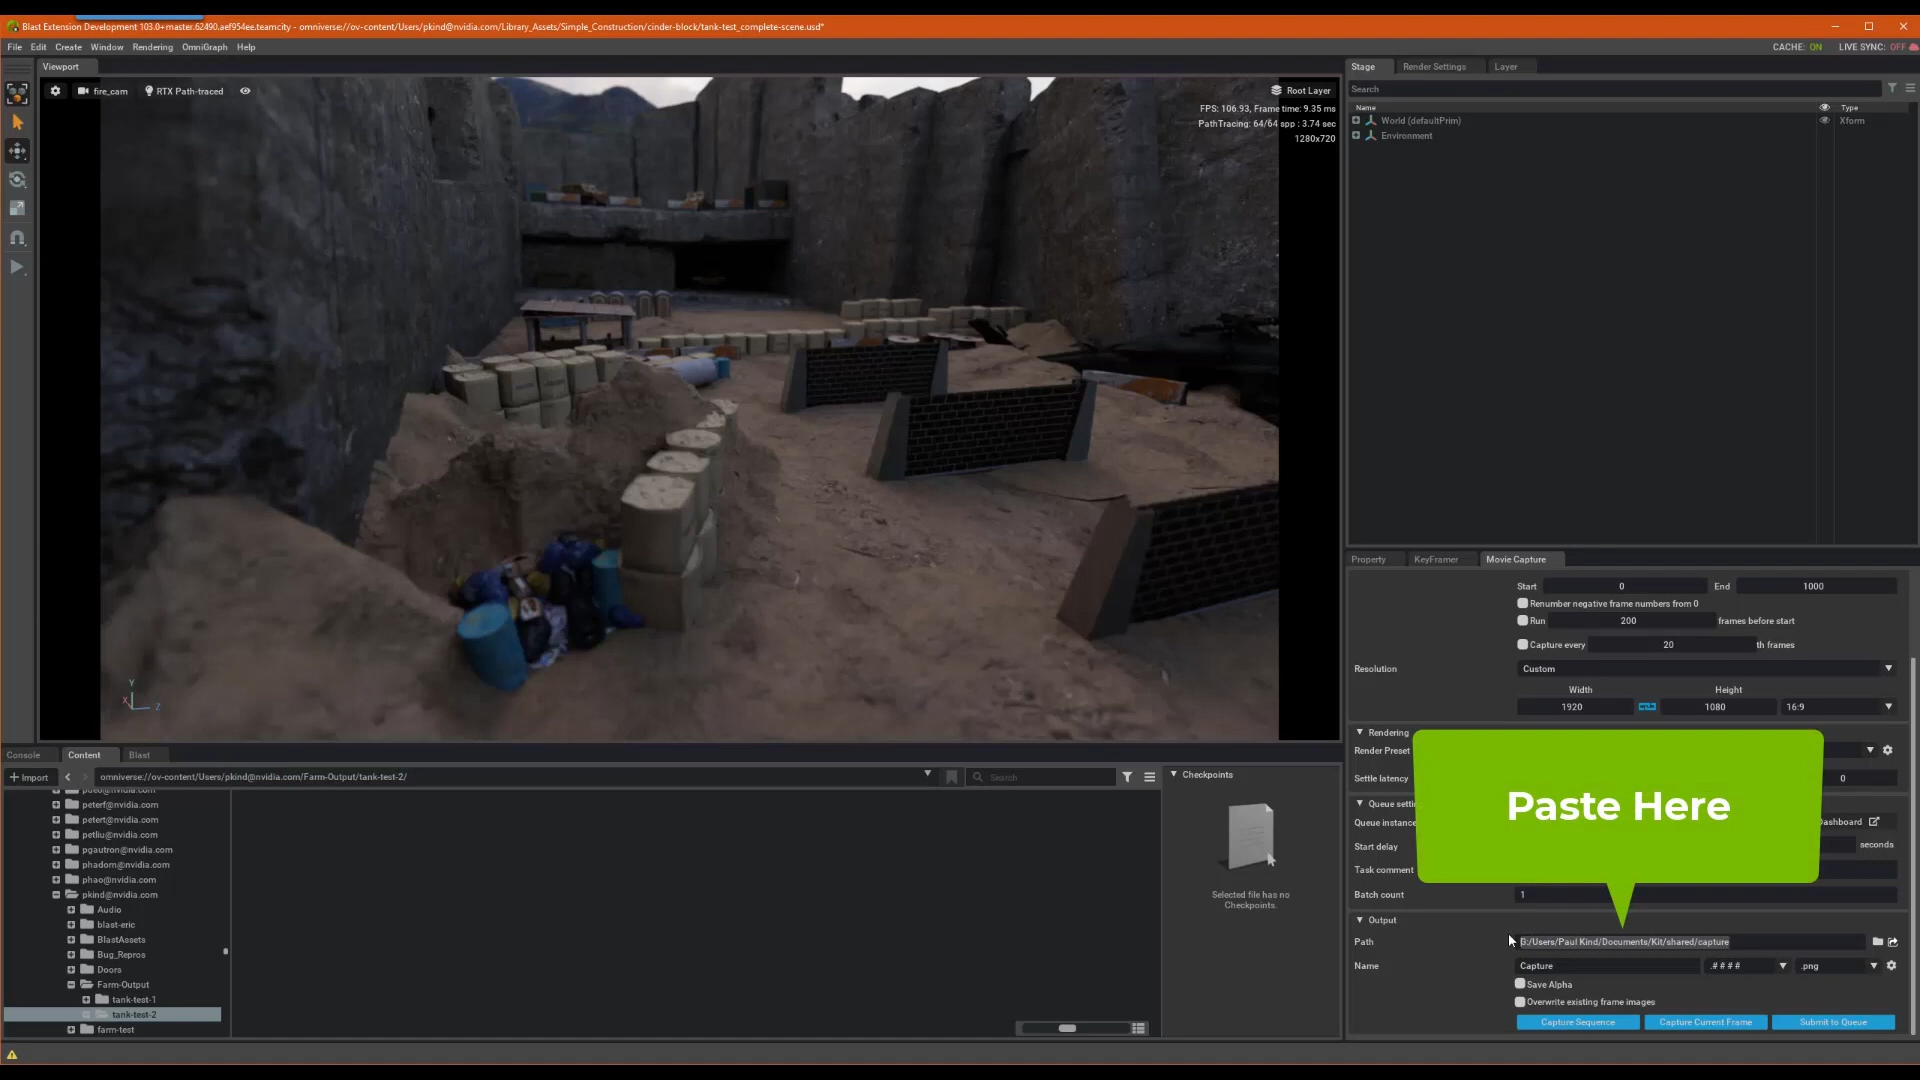 Blast Extension Development 103.0+master.62490.aef954ee.teamcity - omniverse://ov-content/Users/pkind@nvidia.com/Library_Assets/Simple_Construction/cinder-block/tank-test_complete-scene.usd*
File Edit Create Window Rendering OmniGraph Help
CACHE: ON LIVE SYNC: OFF
Viewport
fire_cam RTX Path-traced
Root Layer
FPS: 106.93, Frame time: 9.35 ms
PathTracing: 64/64 spp : 3.74 sec
1280x720
Y
X Z
Stage Render Settings Layer
Search
Name Type
World (defaultPrim) Xform
Environment
Property KeyFramer Movie Capture
Start 0 End 1000
Renumber negative frame numbers from 0
Run 200 frames before start
Capture every 20 th frames
Resolution Custom
Width Height
1920 1080 16:9
Rendering
Render Preset
Settle latency 0
Queue setti
Queue instance
Dashboard
Start delay seconds
Task comment
Batch count 1
Paste Here
Output
Path G:/Users/Paul Kind/Documents/Kit/shared/capture
Name Capture .#### .png
Save Alpha
Overwrite existing frame images
Capture Sequence Capture Current Frame Submit to Queue
Console Content Blast
+ Import omniverse://ov-content/Users/pkind@nvidia.com/Farm-Output/tank-test-2/ Search
peterf@nvidia.com
petert@nvidia.com
petliu@nvidia.com
pgautron@nvidia.com
phadorn@nvidia.com
phao@nvidia.com
pkind@nvidia.com
Audio
blast-eric
BlastAssets
Bug_Repros
Doors
Farm-Output
tank-test-1
tank-test-2
farm-test
Checkpoints
Selected file has no
Checkpoints.